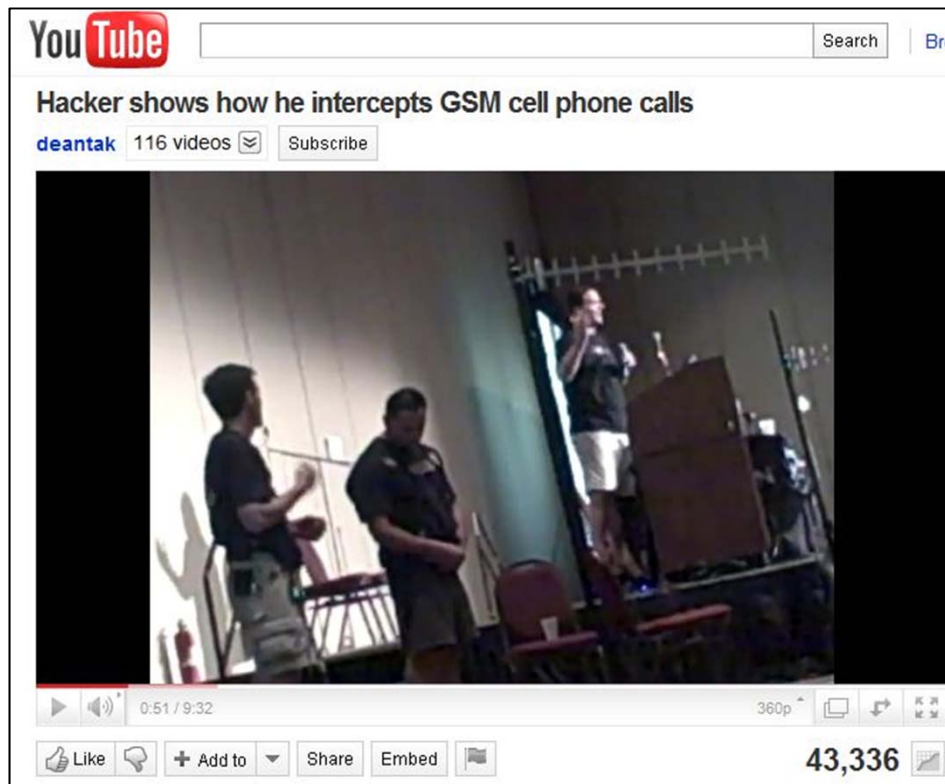 YouTube Search
Hacker shows how he intercepts GSM cell phone calls
deantak 116 videos Subscribe
0:51 / 9:32 360p
Like + Add to Share Embed 43,336